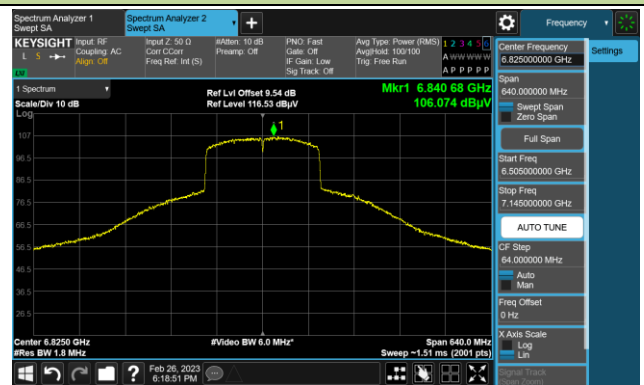 Spectrum Analyzer 1
Swept SA
Spectrum Analyzer 2
Swept SA
Frequency
KEYSIGHT
L S
Input: RF
Coupling: AC
Align: Off
Input Z: 50 Ω
Corr CCorr
Freq Ref: Int (S)
#Atten: 10 dB
Preamp: Off
PNO: Fast
Gate: Off
IF Gain: Low
Sig Track: Off
Avg Type: Power (RMS)
Avg|Hold: 100/100
Trig: Free Run
1 2 3 4 5 6
A W W W W W
A P P P P P
LW
1 Spectrum
Scale/Div 10 dB
Log
Ref Lvl Offset 9.54 dB
Ref Level 116.53 dBµV
Mkr1 6.840 68 GHz
106.074 dBµV
1
107
96.5
86.5
76.5
66.5
56.5
46.5
36.5
26.5
Center 6.8250 GHz
#Res BW 1.8 MHz
#Video BW 6.0 MHz*
Span 640.0 MHz
Sweep ~1.51 ms (2001 pts)
Feb 26, 2023
6:18:51 PM
Center Frequency
6.825000000 GHz
Settings
Span
640.000000 MHz
Swept Span
Zero Span
Full Span
Start Freq
6.505000000 GHz
Stop Freq
7.145000000 GHz
AUTO TUNE
CF Step
64.000000 MHz
Auto
Man
Freq Offset
0 Hz
X Axis Scale
Log
Lin
Signal Track
(Span Zoom)